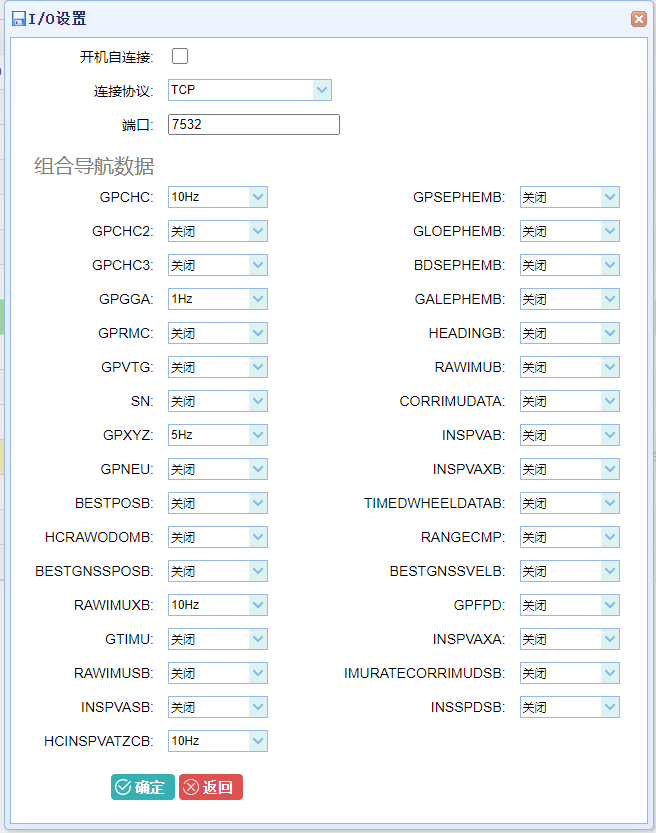 I/O设置
开机自连接:
连接协议: TCP
端口: 7532
组合导航数据
GPCHC: 10Hz GPSEPHEMB: 关闭
GPCHC2: 关闭 GLOEPHEMB: 关闭
GPCHC3: 关闭 BDSEPHEMB: 关闭
GPGGA: 1Hz GALEPHEMB: 关闭
GPRMC: 关闭 HEADINGB: 关闭
GPVTG: 关闭 RAWIMUB: 关闭
SN: 关闭 CORRIMUDATA: 关闭
GPXYZ: 5Hz INSPVAB: 关闭
GPNEU: 关闭 INSPVAXB: 关闭
BESTPOSB: 关闭 TIMEDWHEELDATAB: 关闭
HCRAWODOMB: 关闭 RANGECMP: 关闭
BESTGNSSPOSB: 关闭 BESTGNSSVELB: 关闭
RAWIMUXB: 10Hz GPFPD: 关闭
GTIMU: 关闭 INSPVAXA: 关闭
RAWIMUSB: 关闭 IMURATECORRIMUDSB: 关闭
INSPVASB: 关闭 INSSPDSB: 关闭
HCINSPVATZCB: 10Hz
确定 返回